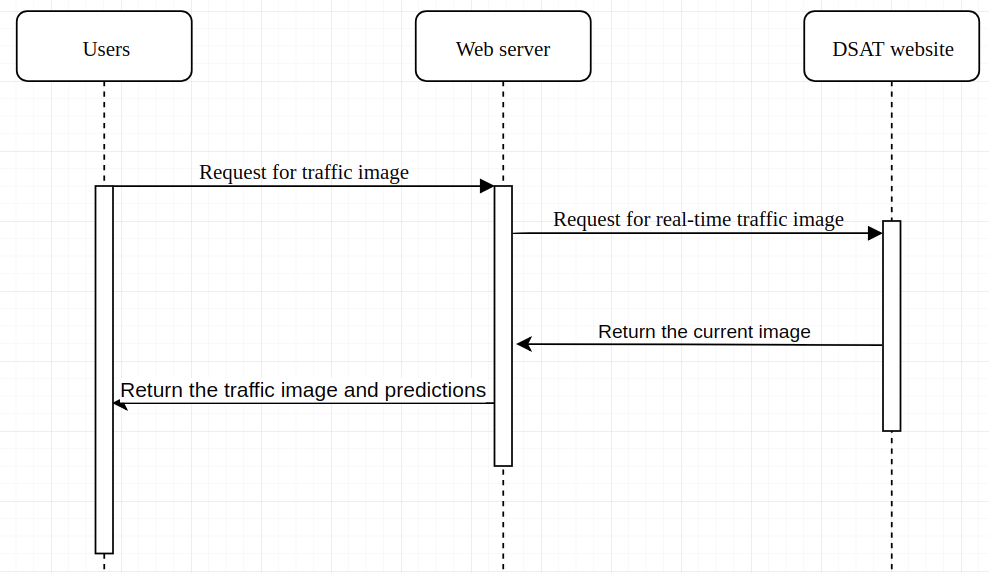 Users
Web server
DSAT website
Request for traffic image
Request for real-time traffic image
Return the current image
Return the traffic image and predictions